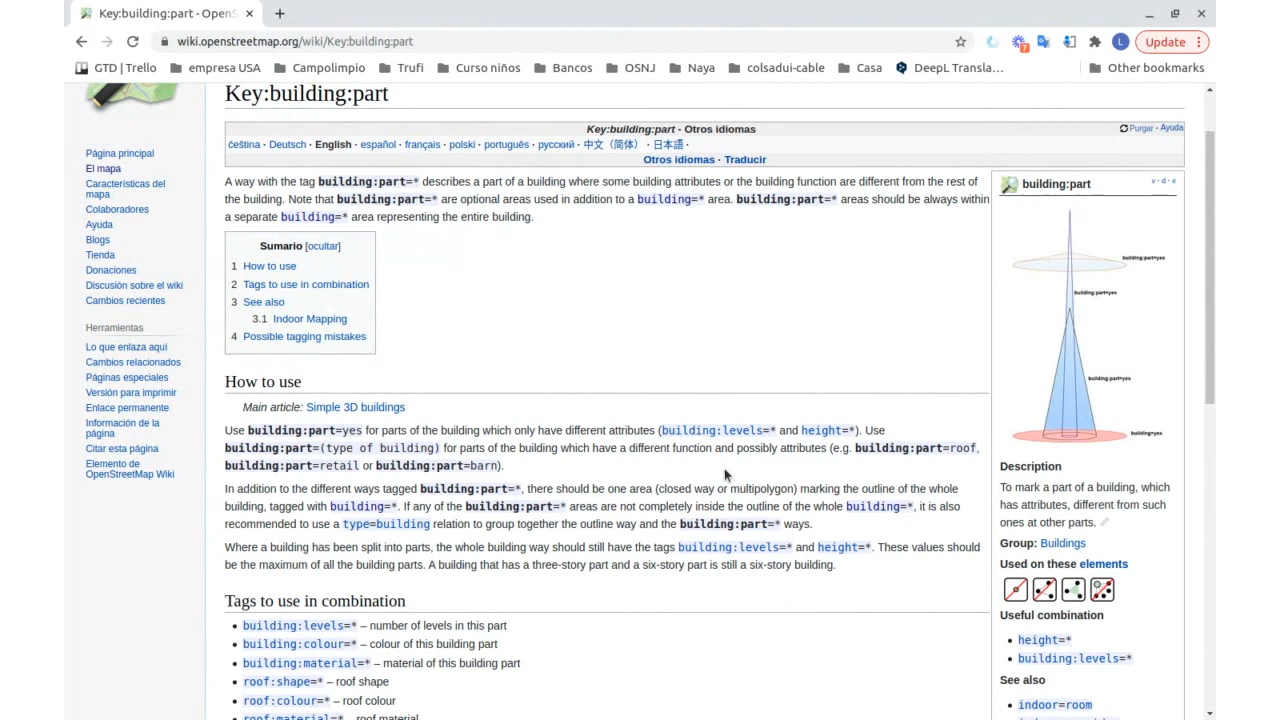 Key:building:part - OpenS
wiki.openstreetmap.org/wiki/Key:building:part
7
L
Update
GTD | Trello
empresa USA
Campolimpio
Trufi
Curso niños
Bancos
OSNJ
Naya
colsadui-cable
Casa
DeepL Transla…
Other bookmarks
Página principal
El mapa
Características del
mapa
Colaboradores
Ayuda
Blogs
Tienda
Donaciones
Discusión sobre el wiki
Cambios recientes
Herramientas
Lo que enlaza aquí
Cambios relacionados
Páginas especiales
Versión para imprimir
Enlace permanente
Información de la
página
Citar esta página
Elemento de
OpenStreetMap Wiki
Key:building:part
Key:building:part - Otros idiomas
Purgar - Ayuda
čeština · Deutsch · English · español · français · polski · português · русский · 中文（简体） · 日本語 ·
Otros idiomas · Traducir
A way with the tag building:part=* describes a part of a building where some building attributes or the building function are different from the rest of
the building. Note that building:part=* are optional areas used in addition to a building=* area. building:part=* areas should be always within
a separate building=* area representing the entire building.
Sumario [ocultar]
1 How to use
2 Tags to use in combination
3 See also
3.1 Indoor Mapping
4 Possible tagging mistakes
How to use
Main article: Simple 3D buildings
Use building:part=yes for parts of the building which only have different attributes (building:levels=* and height=*). Use
building:part=(type of building) for parts of the building which have a different function and possibly attributes (e.g. building:part=roof,
building:part=retail or building:part=barn).
In addition to the different ways tagged building:part=*, there should be one area (closed way or multipolygon) marking the outline of the whole
building, tagged with building=*. If any of the building:part=* areas are not completely inside the outline of the whole building=*, it is also
recommended to use a type=building relation to group together the outline way and the building:part=* ways.
Where a building has been split into parts, the whole building way should still have the tags building:levels=* and height=*. These values should
be the maximum of all the building parts. A building that has a three-story part and a six-story part is still a six-story building.
Tags to use in combination
building:levels=* – number of levels in this part
building:colour=* – colour of this building part
building:material=* – material of this building part
roof:shape=* – roof shape
roof:colour=* – roof colour
roof:material=* – roof material
building:part
v · d · e
building:part=yes
building:part=yes
building:part=yes
building=yes
Description
To mark a part of a building, which
has attributes, different from such
ones at other parts.
Group: Buildings
Used on these elements
Useful combination
height=*
building:levels=*
See also
indoor=room